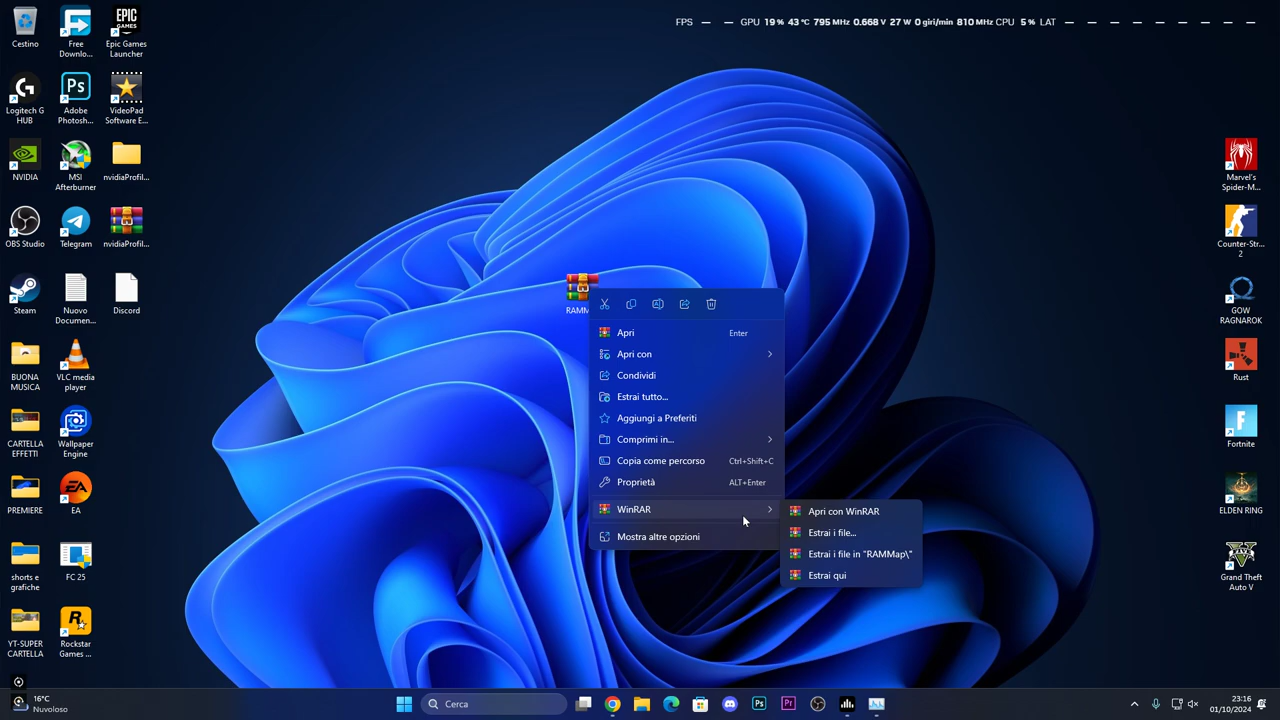 FPS — — GPU 19 % 43 °C 795 MHz 0.668 V 27 W 0 giri/min 810 MHz CPU 5 % LAT — — — — — — — —
Cestino
Free Downlo...
EPIC GAMES
Epic Games Launcher
Logitech G HUB
Ps
Adobe Photosh...
VideoPad Software E...
NVIDIA
MSI Afterburner
nvidiaProfil...
OBS Studio
Telegram
nvidiaProfil...
Steam
Nuovo Documen...
Discord
BUONA MUSICA
VLC media player
CARTELLA EFFETTI
Wallpaper Engine
PREMIERE
EA
EA
shorts e grafiche
FC 25
YT-SUPER CARTELLA
Rockstar Games ...
RAMM
Apri Enter
Apri con
Condividi
Estrai tutto...
Aggiungi a Preferiti
Comprimi in...
Copia come percorso Ctrl+Shift+C
Proprietà ALT+Enter
WinRAR
Mostra altre opzioni
Apri con WinRAR
Estrai i file...
Estrai i file in "RAMMap\"
Estrai qui
Marvel's Spider-M...
Counter-Str... 2
GOW RAGNAROK
Rust
Fortnite
ELDEN RING
Grand Theft Auto V
16°C
Nuvoloso
Cerca
Ps
Pr
23:16
01/10/2024